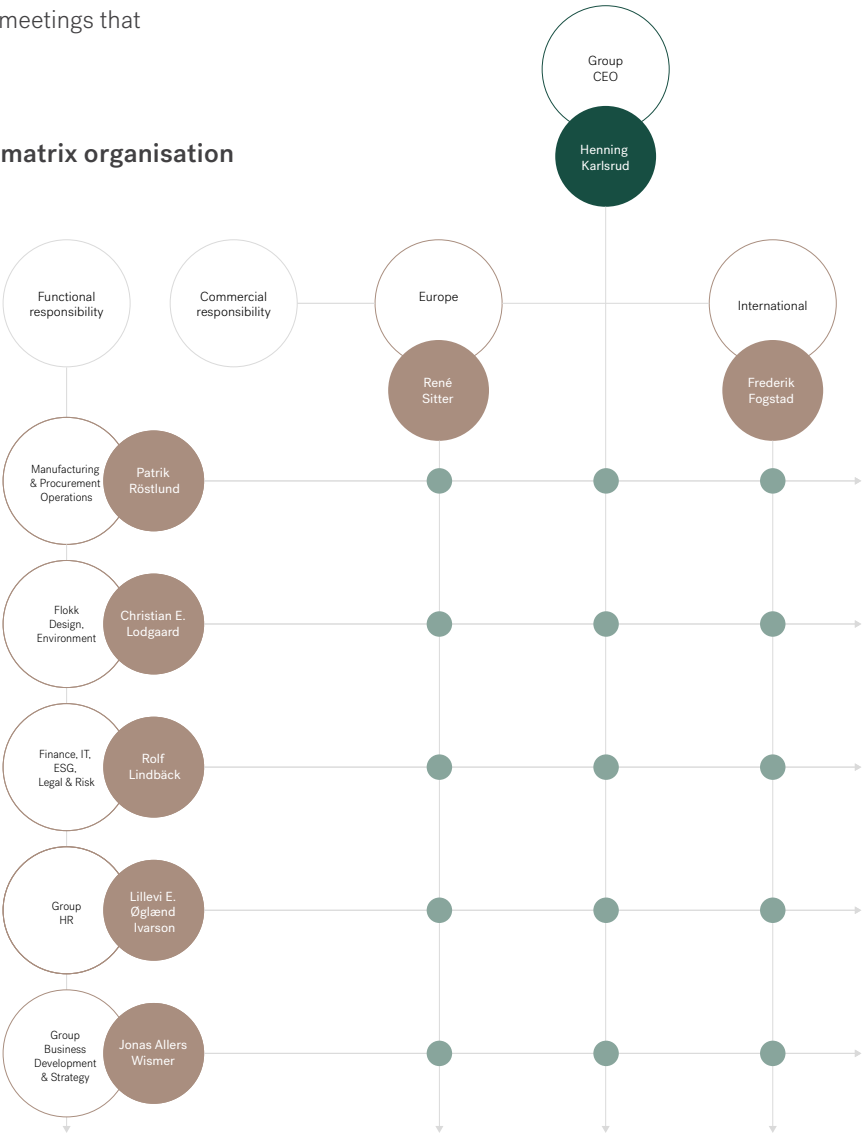 meetings that
Group
CEO
matrix organisation
Henning
Karlsrud
Functional
responsibility
Commercial
responsibility
Europe
International
René
Sitter
Frederik
Fogstad
Manufacturing
& Procurement
Operations
Patrik
Röstlund
Flokk
Design,
Environment
Christian E.
Lodgaard
Finance, IT,
ESG,
Legal & Risk
Rolf
Lindbäck
Group
HR
Lillevi E.
Øglænd
Ivarson
Group
Business
Development
& Strategy
Jonas Allers
Wismer